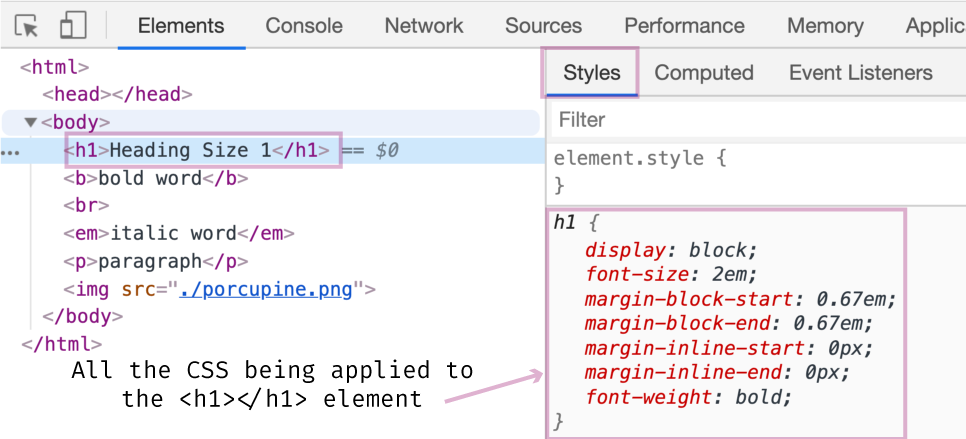 Elements Console Network Sources Performance Memory Applic
<html>
<head></head>
▼<body>
... <h1>Heading Size 1</h1> == $0
<b>bold word</b>
<br>
<em>italic word</em>
<p>paragraph</p>
<img src="./porcupine.png">
</body>
</html>
All the CSS being applied to
the <h1></h1> element
Styles Computed Event Listeners
Filter
element.style {
}
h1 {
display: block;
font-size: 2em;
margin-block-start: 0.67em;
margin-block-end: 0.67em;
margin-inline-start: 0px;
margin-inline-end: 0px;
font-weight: bold;
}